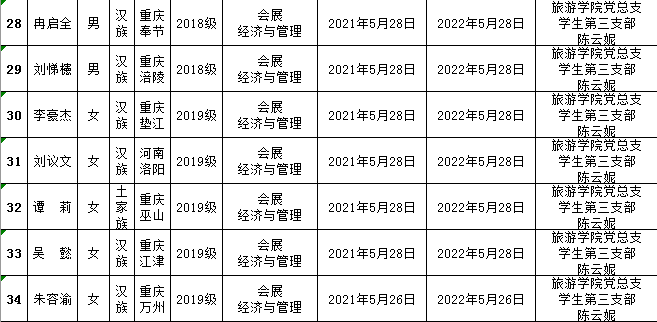 28 冉启全 男 汉族 重庆奉节 2018级 会展经济与管理 2021年5月28日 2022年5月28日 旅游学院党总支学生第三支部陈云妮
29 刘悌橞 男 汉族 重庆涪陵 2018级 会展经济与管理 2021年5月28日 2022年5月28日 旅游学院党总支学生第三支部陈云妮
30 李豪杰 女 汉族 重庆垫江 2019级 会展经济与管理 2021年5月28日 2022年5月28日 旅游学院党总支学生第三支部陈云妮
31 刘议文 女 汉族 河南洛阳 2019级 会展经济与管理 2021年5月28日 2022年5月28日 旅游学院党总支学生第三支部陈云妮
32 谭 莉 女 土家族 重庆巫山 2019级 会展经济与管理 2021年5月28日 2022年5月28日 旅游学院党总支学生第三支部陈云妮
33 吴 懿 女 汉族 重庆江津 2019级 会展经济与管理 2021年5月28日 2022年5月28日 旅游学院党总支学生第三支部陈云妮
34 朱容渝 女 汉族 重庆万州 2019级 会展经济与管理 2021年5月26日 2022年5月26日 旅游学院党总支学生第三支部陈云妮